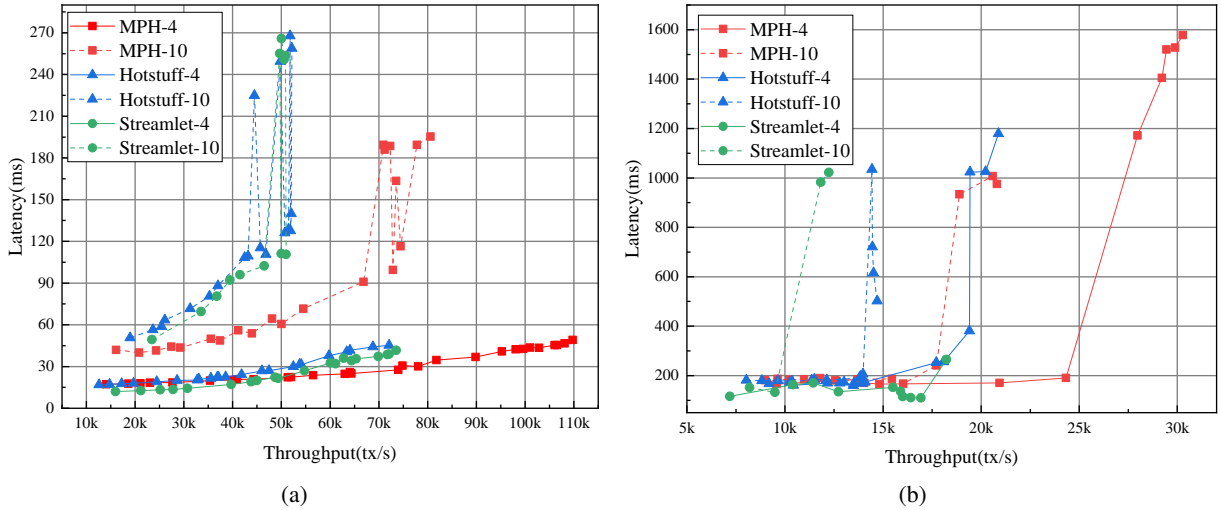 MPH-4
MPH-10
Hotstuff-4
Hotstuff-10
Streamlet-4
Streamlet-10
270
240
210
180
150
120
90
60
30
0
Latency(ms)
10k 20k 30k 40k 50k 60k 70k 80k 90k 100k 110k
Throughput(tx/s)
(a)
MPH-4
MPH-10
Hotstuff-4
Hotstuff-10
Streamlet-4
Streamlet-10
1600
1400
1200
1000
800
600
400
200
Latency(ms)
5k 10k 15k 20k 25k 30k
Throughput(tx/s)
(b)